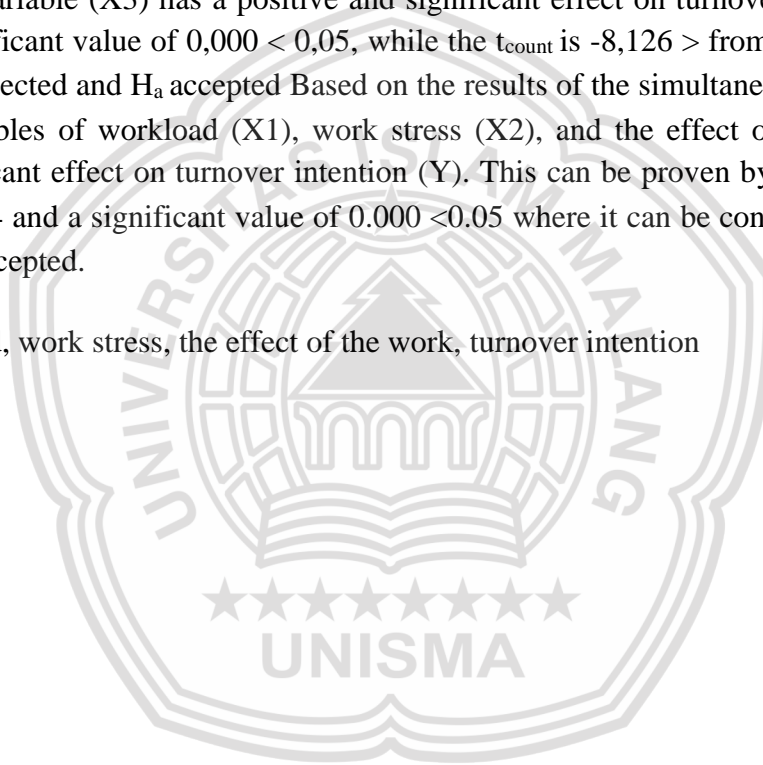 ariable (X3) has a positive and significant effect on turnov
ficant value of 0,000 < 0,05, while the tcount is -8,126 > from
ected and Ha accepted Based on the results of the simultane
bles of workload (X1), work stress (X2), and the effect o
cant effect on turnover intention (Y). This can be proven by
and a significant value of 0.000 <0.05 where it can be con
cepted.
, work stress, the effect of the work, turnover intention
UNIVERSITAS ISLAM MALANG
UNISMA